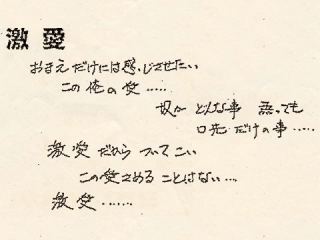 激愛
おまえだけには感じさせたい
この俺の愛……
奴がどんな事 言っても
口先だけの事……
激愛 だから ついてこい
この愛さめることはない…
激愛……